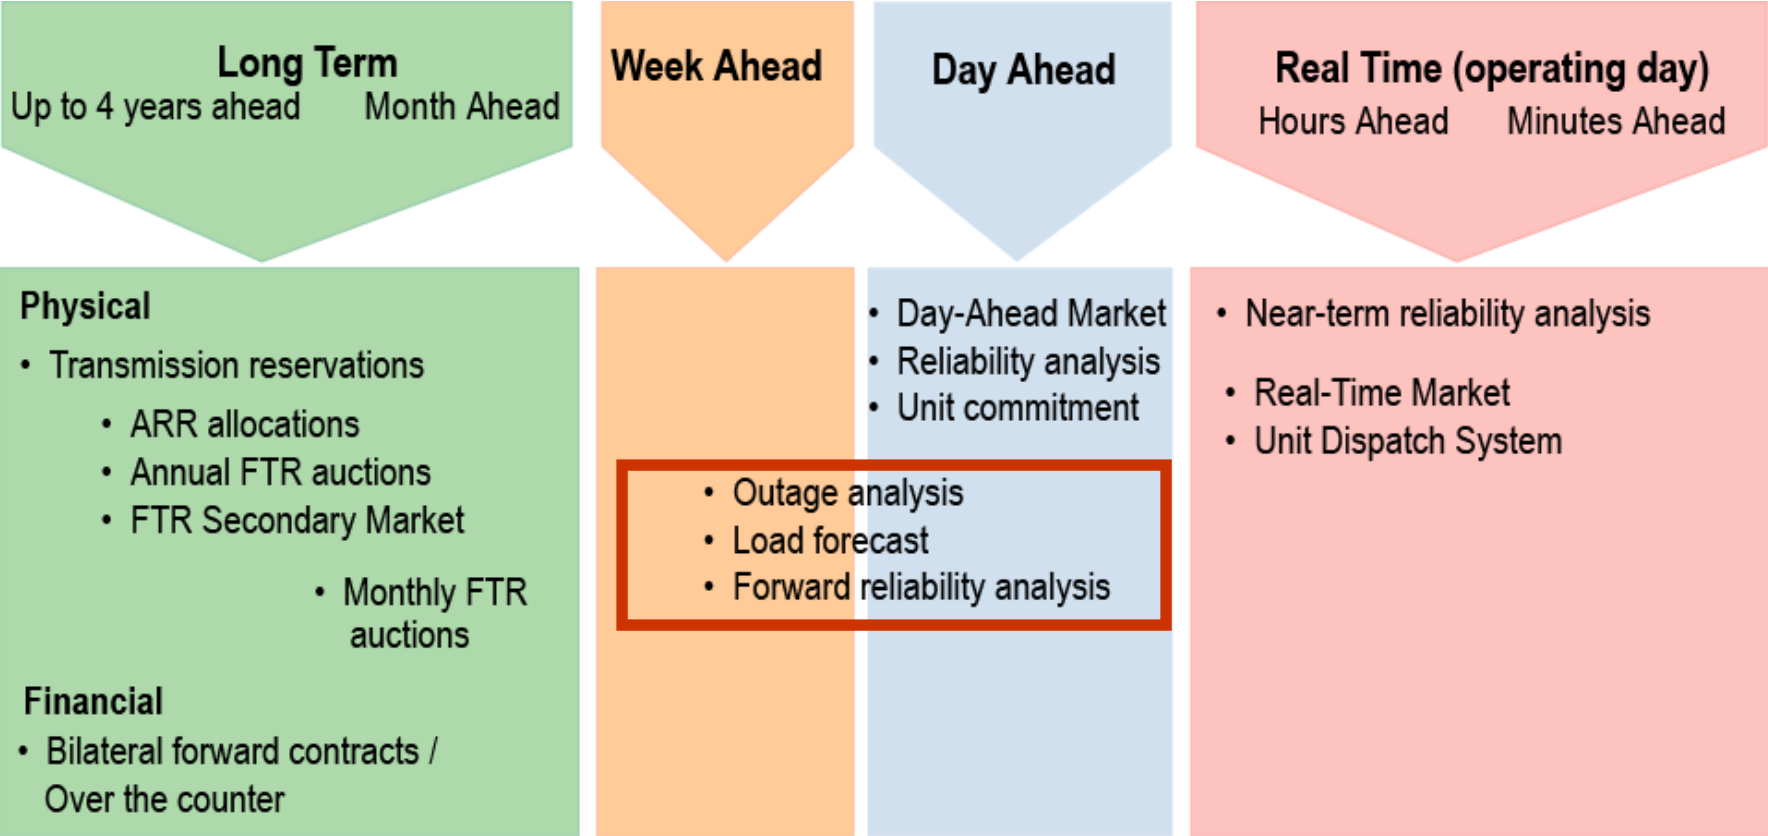 Long Term
Up to 4 years ahead    Month Ahead
Week Ahead
Day Ahead
Real Time (operating day)
Hours Ahead    Minutes Ahead
Physical
• Transmission reservations
• ARR allocations
• Annual FTR auctions
• FTR Secondary Market
• Monthly FTR
auctions
Financial
• Bilateral forward contracts /
Over the counter
• Day-Ahead Market
• Reliability analysis
• Unit commitment
• Outage analysis
• Load forecast
• Forward reliability analysis
• Near-term reliability analysis
• Real-Time Market
• Unit Dispatch System